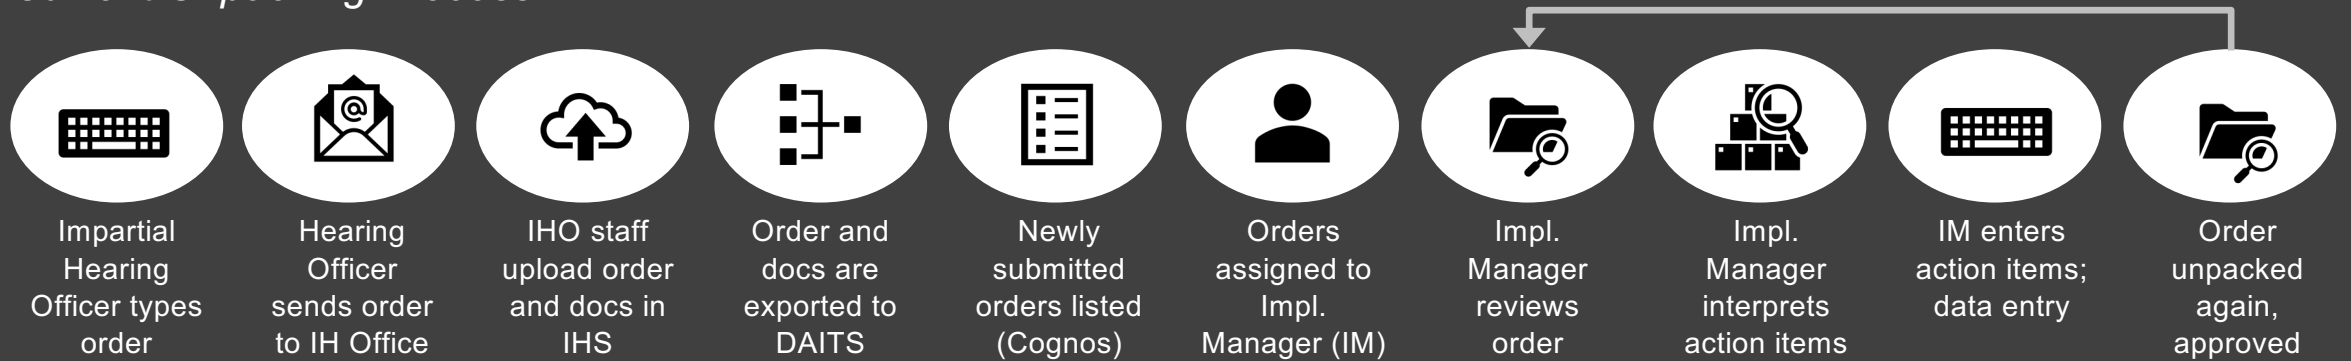 Impartial
Hearing
Officer types
order
Hearing
Officer
sends order
to IH Office
IHO staff
upload order
and docs in
IHS
Order and
docs are
exported to
DAITS
Newly
submitted
orders listed
(Cognos)
Orders
assigned to
Impl.
Manager (IM)
Impl.
Manager
reviews
order
Impl.
Manager
interprets
action items
IM enters
action items;
data entry
Order
unpacked
again,
approved